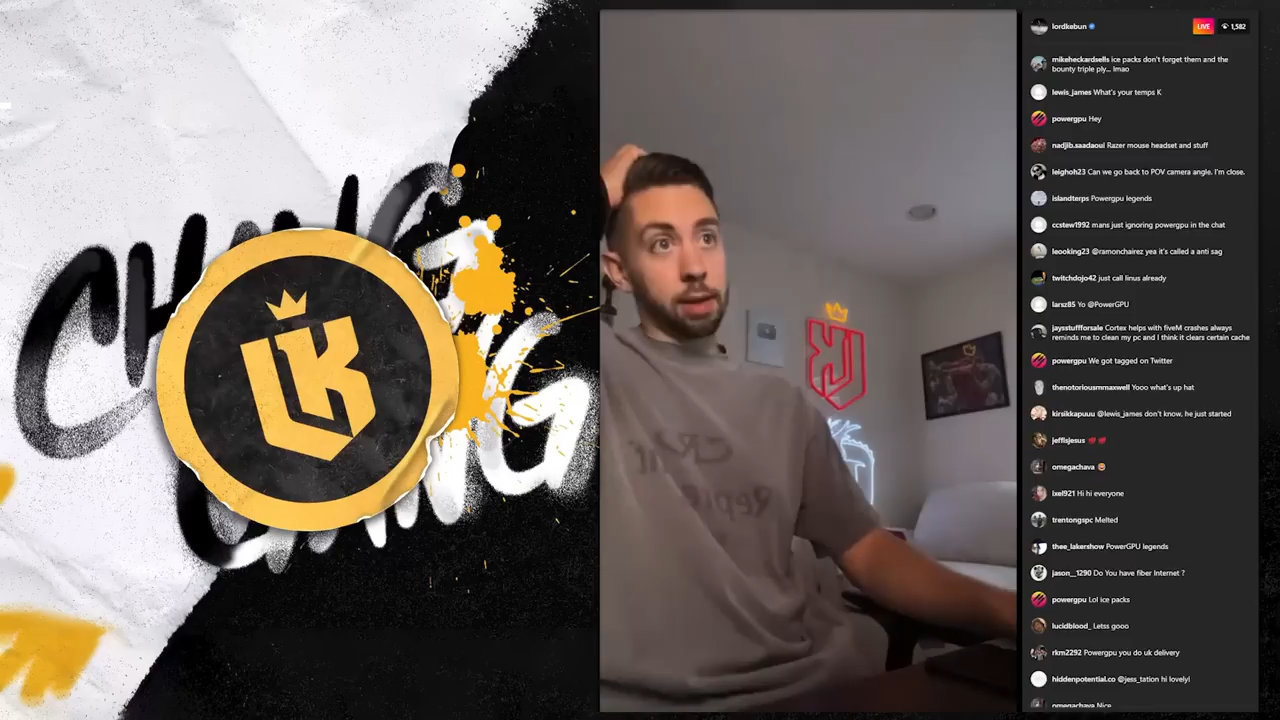 CHANG
GANG
LK
lordkebun
LIVE
1,582
mikeheckardsells ice packs don't forget them and the
bounty triple ply... lmao
lewis_james What's your temps K
powergpu Hey
nadjib.saadaoui Razer mouse headset and stuff
leighoh23 Can we go back to POV camera angle. I'm close.
islandterps Powergpu legends
ccstew1992 mans just ignoring powergpu in the chat
leooking23 @ramonchairez yea it's called a anti sag
twitchdojo42 just call linus already
larsz85 Yo @PowerGPU
jaysstuffforsale Cortex helps with fiveM crashes always
reminds me to clean my pc and I think it clears certain cache
powergpu We got tagged on Twitter
thenotoriousmmaxwell Yooo what's up hat
kirsikkapuuu @lewis_james don't know, he just started
jeffisjesus
omegachava
ixel921 Hi hi everyone
trentongspc Melted
thee_lakershow PowerGPU legends
jason__1290 Do You have fiber Internet ?
powergpu Lol ice packs
lucidblood_ Letss gooo
rkm2292 Powergpu you do uk delivery
hiddenpotential.co @jess_tation hi lovely!
omegachava Nice